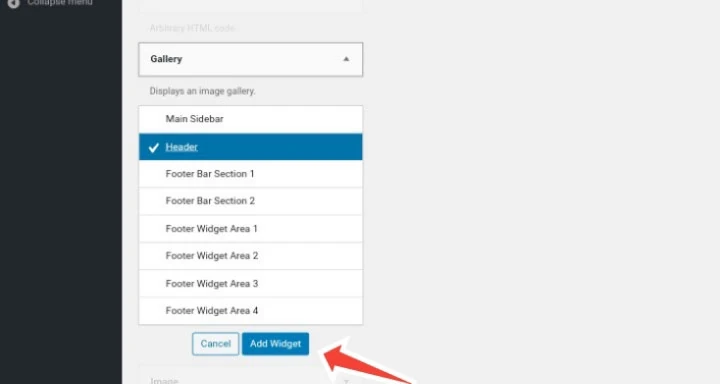 Collapse menu
Arbitrary HTML code.
Gallery
Displays an image gallery.
Main Sidebar
Header
Footer Bar Section 1
Footer Bar Section 2
Footer Widget Area 1
Footer Widget Area 2
Footer Widget Area 3
Footer Widget Area 4
Cancel
Add Widget
Image